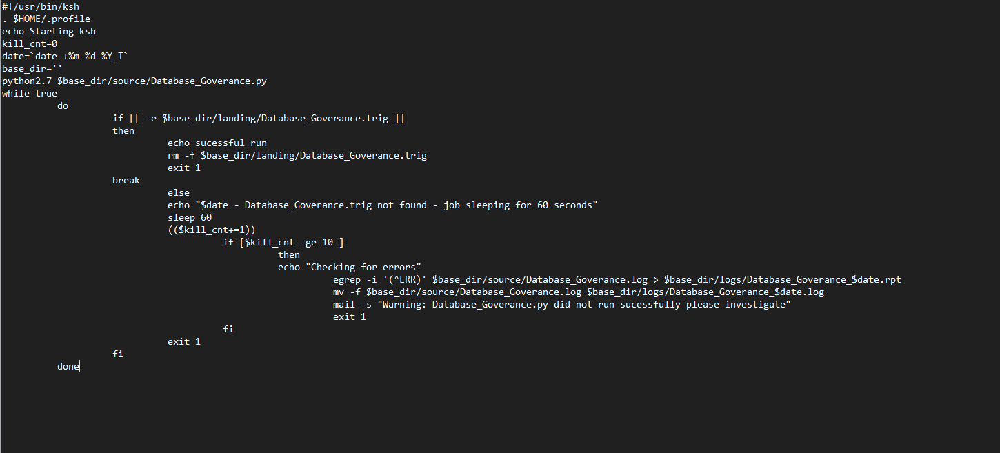 #!/usr/bin/ksh
. $HOME/.profile
echo Starting ksh
kill_cnt=0
date=`date +%m-%d-%Y_T`
base_dir=''
python2.7 $base_dir/source/Database_Goverance.py
while true
do
if [[ -e $base_dir/landing/Database_Goverance.trig ]]
then
echo sucessful run
rm -f $base_dir/landing/Database_Goverance.trig
exit 1
break
else
echo "$date - Database_Goverance.trig not found - job sleeping for 60 seconds"
sleep 60
(($kill_cnt+=1))
if [$kill_cnt -ge 10 ]
then
echo "Checking for errors"
egrep -i '(^ERR)' $base_dir/source/Database_Goverance.log > $base_dir/logs/Database_Goverance_$date.rpt
mv -f $base_dir/source/Database_Goverance.log $base_dir/logs/Database_Goverance_$date.log
mail -s "Warning: Database_Goverance.py did not run sucessfully please investigate"
exit 1
fi
exit 1
fi
done